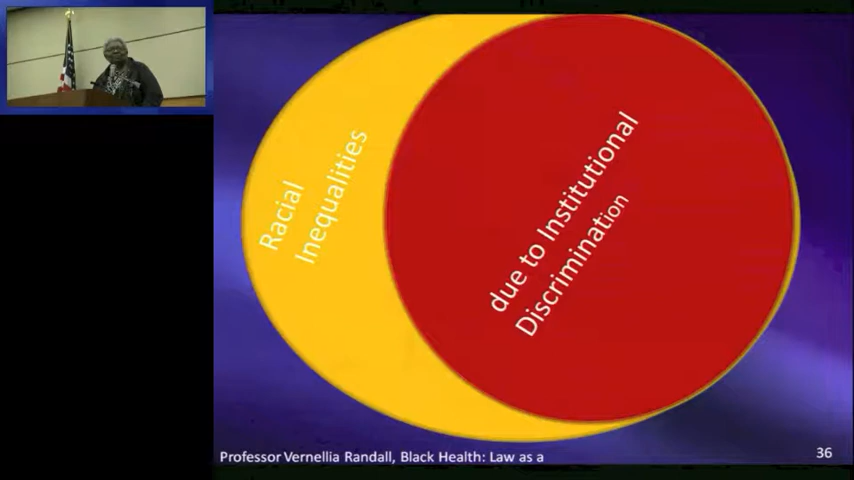 Racial
Inequalities
due to Institutional
Discrimination
Professor Vernellia Randall, Black Health: Law as a
36